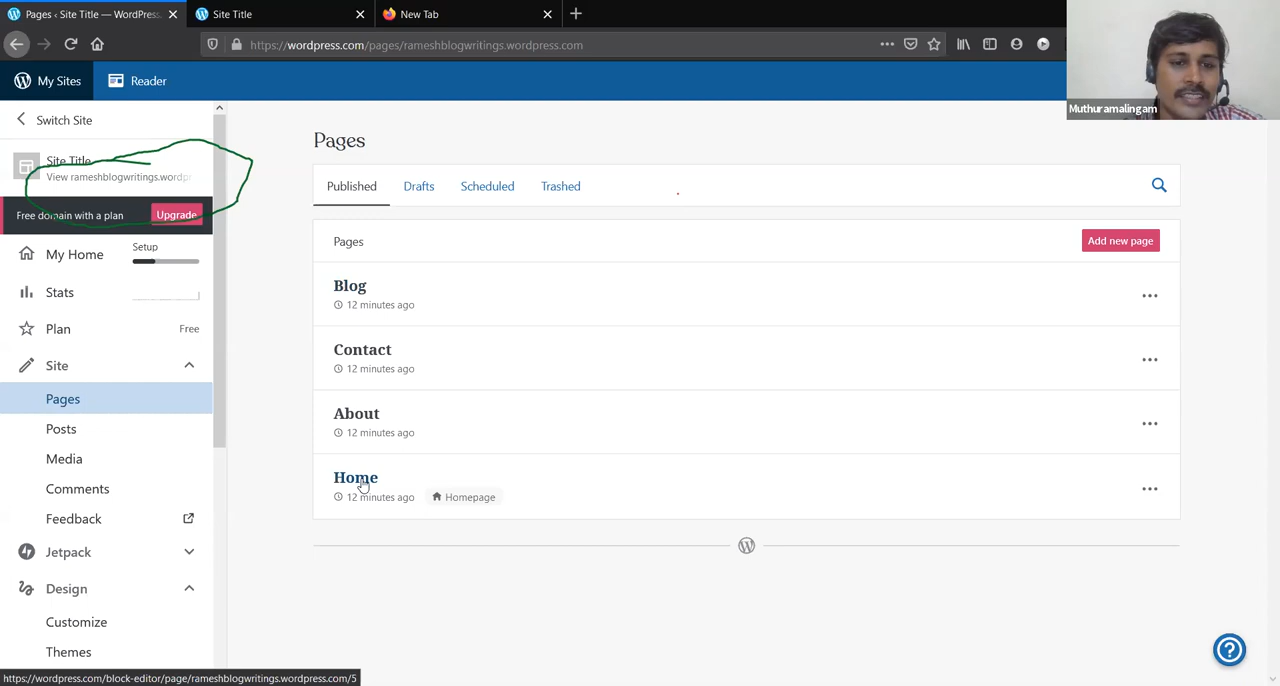 Pages ‹ Site Title — WordPress.
Site Title
New Tab
https://wordpress.com/pages/rameshblogwritings.wordpress.com
My Sites
Reader
Muthuramalingam
Switch Site
Site Title
View rameshblogwritings.wordpr
Free domain with a plan
Upgrade
My Home
Setup
Stats
Plan
Free
Site
Pages
Posts
Media
Comments
Feedback
Jetpack
Design
Customize
Themes
Pages
Published
Drafts
Scheduled
Trashed
Pages
Add new page
Blog
12 minutes ago
Contact
12 minutes ago
About
12 minutes ago
Home
12 minutes ago
Homepage
https://wordpress.com/block-editor/page/rameshblogwritings.wordpress.com/5